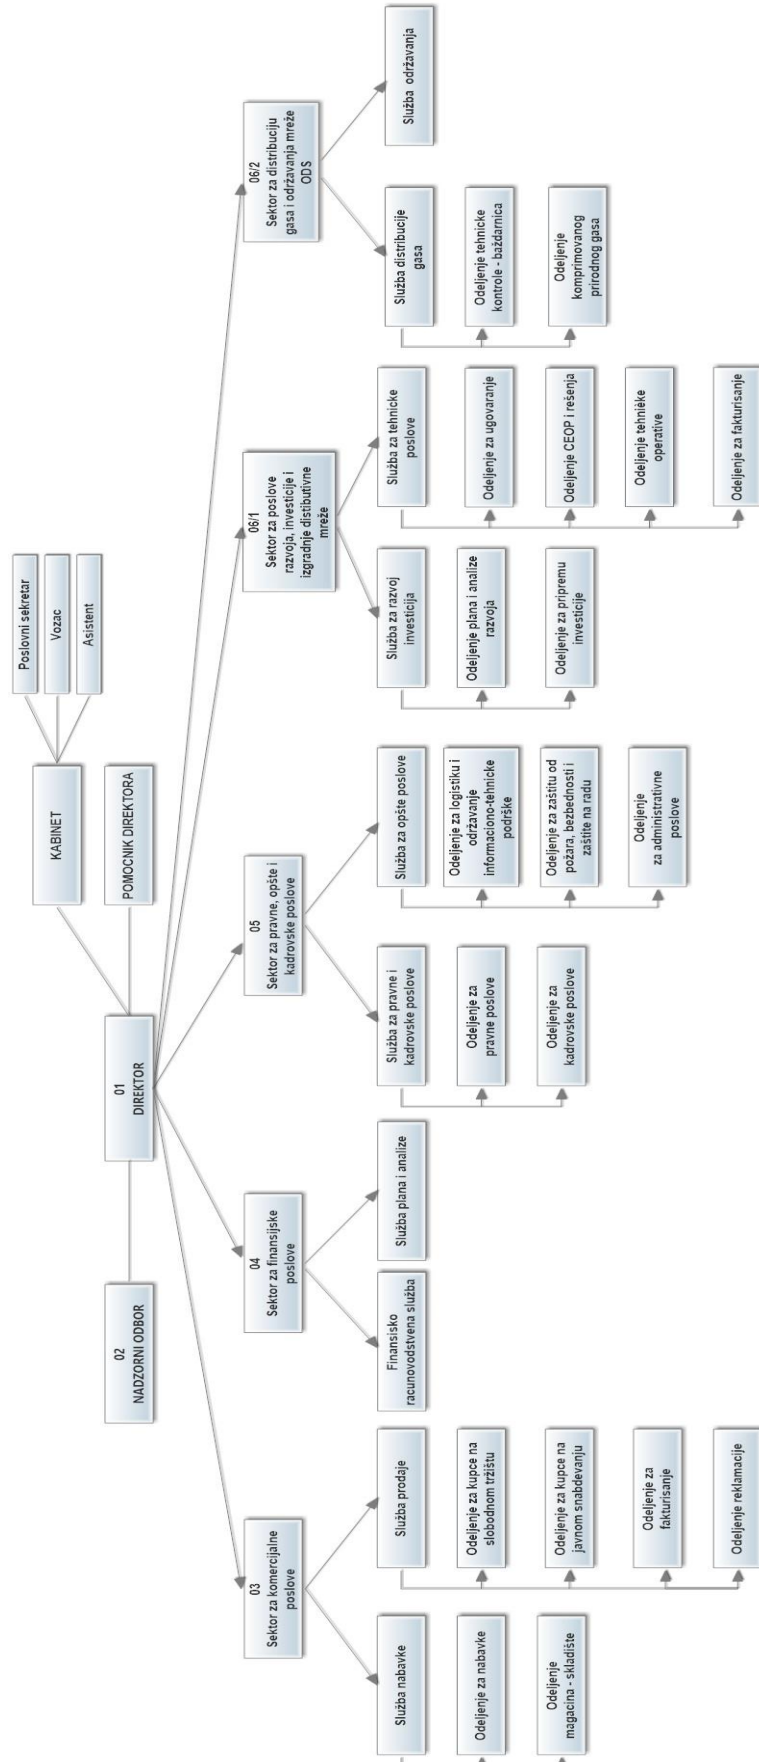 Poslovni sekretar
Vozac
Asistent
KABINET
POMOCNIK DIREKTORA
01
DIREKTOR
02
NADZORNI ODBOR
03
Sektor za komercijalne
poslove
04
Sektor za finansijske
poslove
05
Sektor za pravne, opšte i
kadrovske poslove
06/1
Sektor za poslove
razvoja, investicije i
izgradnje distibutivne
mreže
06/2
Sektor za distribuciju
gasa i održavanja mreže
ODS
Služba nabavke
Odeljenje za nabavke
Odeljenje
magacina - skladište
Služba prodaje
Odeljenje za kupce na
slobodnom tržištu
Odeljenje za kupce na
javnom snabdevanju
Odeljenje za
fakturisanje
Odeljenje reklamacije
Finansisko
racunovodstvena služba
Služba plana i analize
Služba za pravne i
kadrovske poslove
Odeljenje za
pravne poslove
Odeljenje za
kadrovske poslove
Služba za opšte poslove
Odeljenje za logistiku i
održavanje
informaciono-tehnicke
podrške
Odeljenje za zaštitu od
požara, bezbednosti i
zaštite na radu
Odeljenje
za administrativne
poslove
Služba za razvoj
investicija
Odeljenje plana i analize
razvoja
Odeljenje za pripremu
investicije
Služba za tehnicke
poslove
Odeljenje za ugovaranje
Odeljenje CEOP i rešenja
Odeljenje tehnièke
operative
Odeljenje za fakturisanje
Služba distribucije
gasa
Odeljenje tehnicke
kontrole - baždarnica
Odeljenje
komprimovanog
prirodnog gasa
Služba održavanja